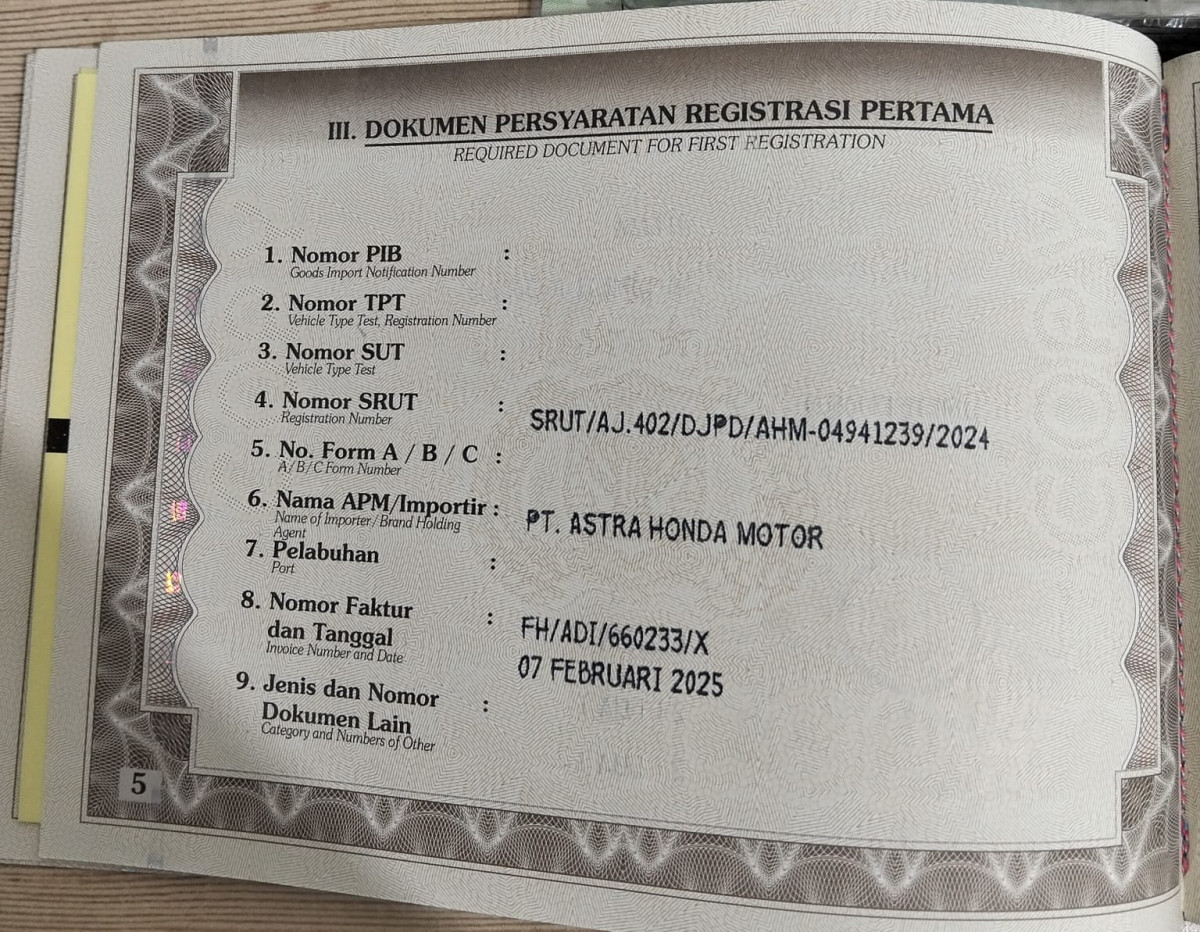 III. DOKUMEN PERSYARATAN REGISTRASI PERTAMA
REQUIRED DOCUMENT FOR FIRST REGISTRATION
1. Nomor PIB :
Goods Import Notification Number
2. Nomor TPT :
Vehicle Type Test, Registration Number
3. Nomor SUT :
Vehicle Type Test
4. Nomor SRUT : SRUT/AJ.402/DJPD/AHM-04941239/2024
Registration Number
5. No. Form A / B / C :
A / B / C Form Number
6. Nama APM/Importir : PT. ASTRA HONDA MOTOR
Name of Importer / Brand Holding
Agent
7. Pelabuhan :
Port
8. Nomor Faktur : FH/ADI/660233/X
dan Tanggal 07 FEBRUARI 2025
Invoice Number and Date
9. Jenis dan Nomor :
Dokumen Lain
Category and Numbers of Other
5